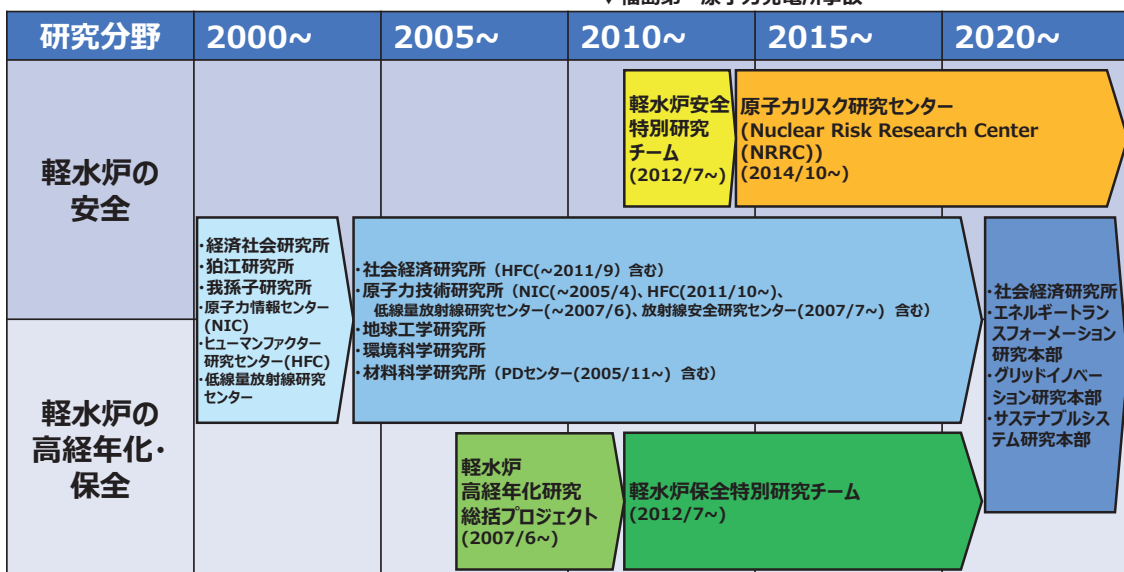 ▼福島第一原子力発電所事故
研究分野
2000~
2005~
2010~
2015~
2020~
軽水炉の
安全
軽水炉安全
特別研究
チーム
(2012/7~)
原子力リスク研究センター
(Nuclear Risk Research Center
(NRRC))
(2014/10~)
・経済社会研究所
・狛江研究所
・我孫子研究所
・原子力情報センター
(NIC)
・ヒューマンファクター
研究センター(HFC)
・低線量放射線研究
センター
・社会経済研究所（HFC(~2011/9）含む）
・原子力技術研究所（NIC(~2005/4）、HFC(2011/10~)、
低線量放射線研究センター(~2007/6)、放射線安全研究センター(2007/7~）含む）
・地球工学研究所
・環境科学研究所
・材料科学研究所（PDセンター(2005/11~）含む）
・社会経済研究所
・エネルギートラン
スフォーメーション
研究本部
・グリッドイノベー
ション研究本部
・サステナブルシス
テム研究本部
軽水炉の
高経年化・
保全
軽水炉
高経年化研究
総括プロジェクト
(2007/6~)
軽水炉保全特別研究チーム
(2012/7~)